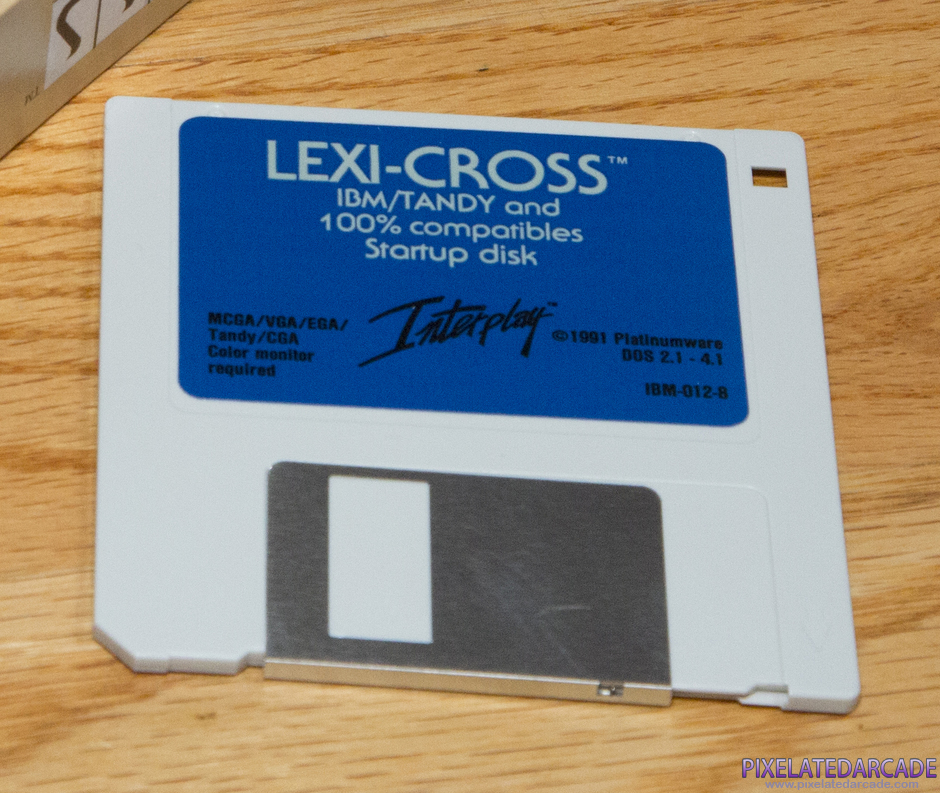 LEXI-CROSS™
IBM/TANDY and
100% compatibles
Startup disk
MCGA/VGA/EGA/
Tandy/CGA
Color monitor
required
Interplay™
©1991 Platinumware
DOS 2.1 - 4.1
IBM-012-8
PIXELATEDARCADE
www.pixelatedarcade.com